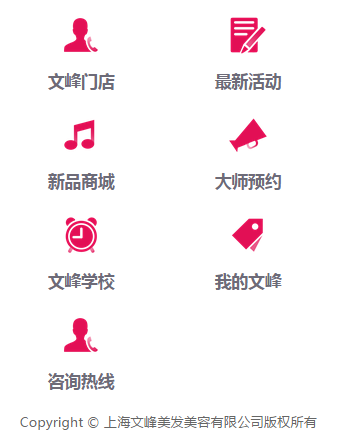 文峰门店
最新活动
新品商城
大师预约
文峰学校
我的文峰
咨询热线
Copyright © 上海文峰美发美容有限公司版权所有